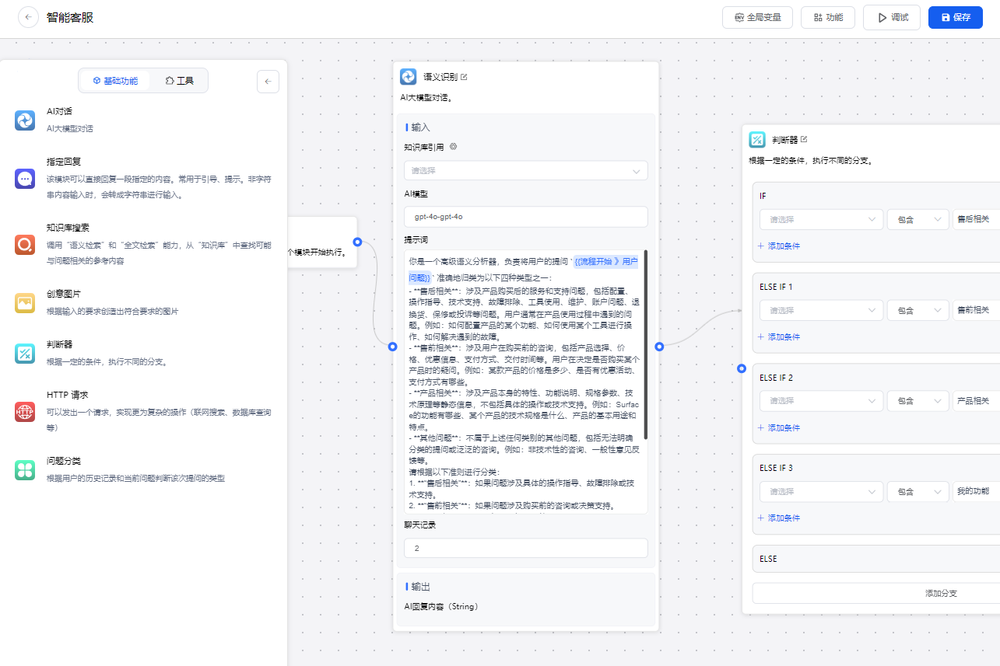 智能客服
全局变量
功能
调试
保存
基础功能
工具
AI对话
AI大模型对话
指定回复
该模块可以直接回复一段指定的内容。常用于引导、提示。非字符
串内容输入时，会转成字符串进行输入。
知识库搜索
调用“语义检索”和“全文检索”能力，从“知识库”中查找可能
与问题相关的参考内容
创意图片
根据输入的要求创造出符合要求的图片
判断器
根据一定的条件，执行不同的分支。
HTTP 请求
可以发出一个请求，实现更为复杂的操作（联网搜索、数据库查询
等）
问题分类
根据用户的历史记录和当前问题判断该次提问的类型
个模块开始执行。
语义识别
AI大模型对话。
输入
知识库引用
请选择
AI模型
gpt-4o-gpt-4o
提示词
你是一个高级语义分析器，负责将用户的提问 ` {{流程开始 》用户
问题}} ` 准确地归类为以下四种类型之一：
- **售后相关**：涉及产品购买后的服务和支持问题，包括配置、
操作指导、技术支持、故障排除、工具使用、维护、账户问题、退
换货、保修或投诉等问题。用户通常在产品使用过程中遇到的问
题。例如：如何配置产品的某个功能、如何使用某个工具进行操
作、如何解决遇到的故障。
- **售前相关**：涉及用户在购买前的咨询，包括产品选择、价
格、优惠信息、支付方式、交付时间等。用户在决定是否购买某个
产品时的疑问。例如：某款产品的价格是多少、是否有优惠活动、
支付方式有哪些。
- **产品相关**：涉及产品本身的特性、功能说明、规格参数、技
术原理等静态信息，不包括具体的操作或技术支持。例如：Surfac
e的功能有哪些、某个产品的技术规格是什么、产品的基本用途和
特点。
- **其他问题**：不属于上述任何类别的其他问题，包括无法明确
分类的提问或泛泛的咨询。例如：非技术性的咨询、一般性意见反
馈等。
请根据以下准则进行分类：
1. **"售后相关"**：如果问题涉及具体的操作指导、故障排除或技
术支持。
2. **"售前相关"**：如果问题涉及购买前的咨询或决策支持。
聊天记录
2
输出
AI回复内容（String）
判断器
根据一定的条件，执行不同的分支。
IF
请选择
包含
售后相关
+ 添加条件
ELSE IF 1
请选择
包含
售前相关
+ 添加条件
ELSE IF 2
请选择
包含
产品相关
+ 添加条件
ELSE IF 3
请选择
包含
我的功能
+ 添加条件
ELSE
添加分支